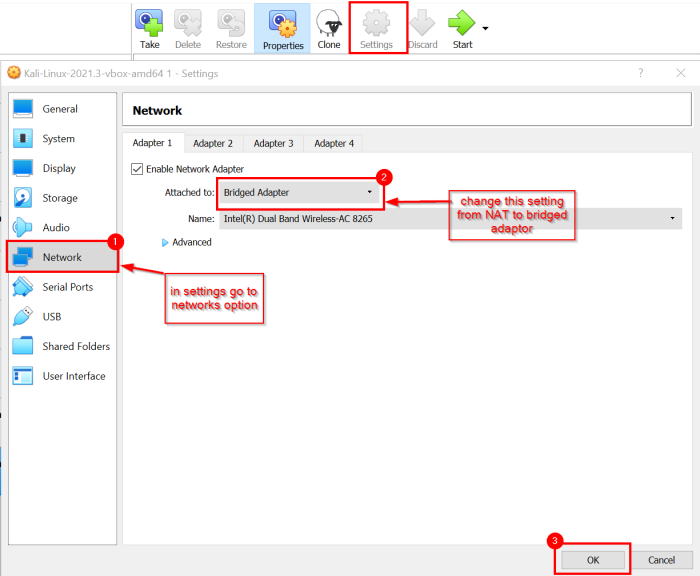 Take Delete Restore Properties Clone Settings Discard Start
Kali-Linux-2021.3-vbox-amd64 1 - Settings ?
General
System
Display
Storage
Audio
Network
Serial Ports
USB
Shared Folders
User Interface
Network
Adapter 1 Adapter 2 Adapter 3 Adapter 4
Enable Network Adapter
Attached to: Bridged Adapter
Name: Intel(R) Dual Band Wireless-AC 8265
Advanced
1
2
change this setting
from NAT to bridged
adaptor
in settings go to
networks option
3
OK Cancel